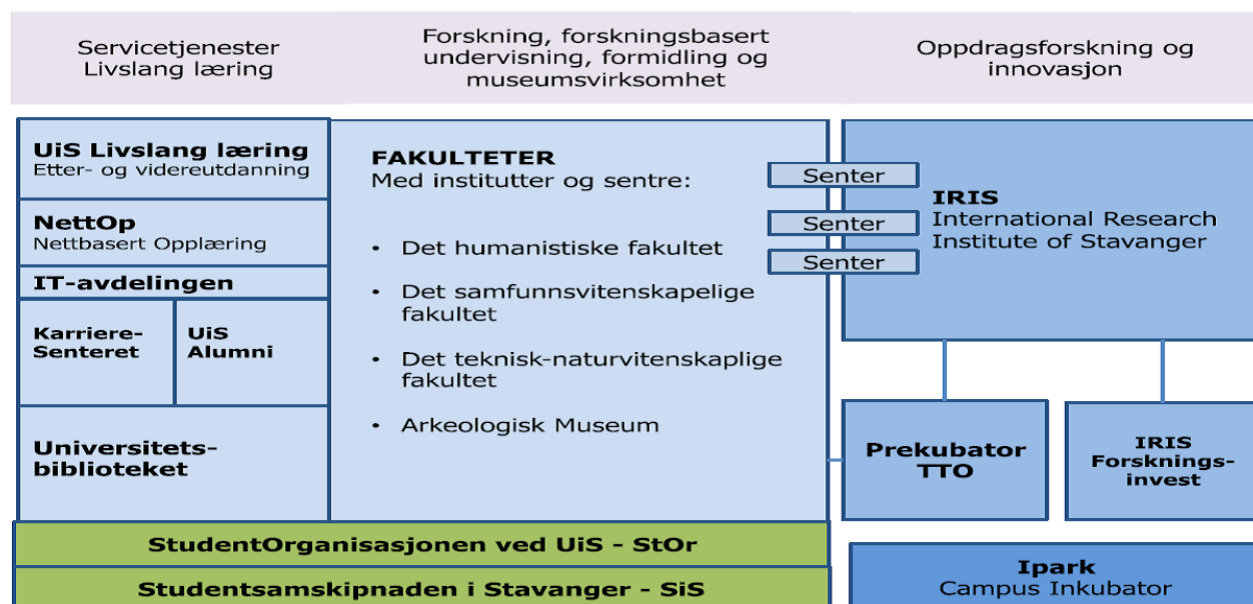 Servicetjenester
Livslang læring
Forskning, forskningsbasert
undervisning, formidling og
museumsvirksomhet
Oppdragsforskning og
innovasjon
UiS Livslang læring
Etter- og videreutdanning
NettOp
Nettbasert Opplæring
IT-avdelingen
Karriere-
Senteret
UiS
Alumni
Universitets-
biblioteket
FAKULTETER
Med institutter og sentre:
• Det humanistiske fakultet
• Det samfunnsvitenskapelige
fakultet
• Det teknisk-naturvitenskaplige
fakultet
• Arkeologisk Museum
Senter
Senter
Senter
IRIS
International Research
Institute of Stavanger
Prekubator
TTO
IRIS
Forsknings-
invest
StudentOrganisasjonen ved UiS - StOr
Studentsamskipnaden i Stavanger - SiS
Ipark
Campus Inkubator